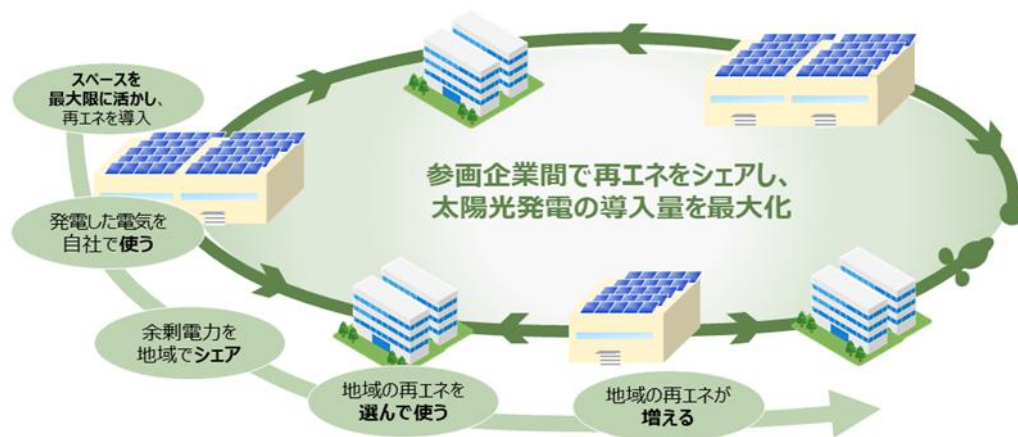 スペースを
最大限に活かし、
再エネを導入
参画企業間で再エネをシェアし、
太陽光発電の導入量を最大化
発電した電気を
自社で使う
余剰電力を
地域でシェア
地域の再エネを
選んで使う
地域の再エネが
増える